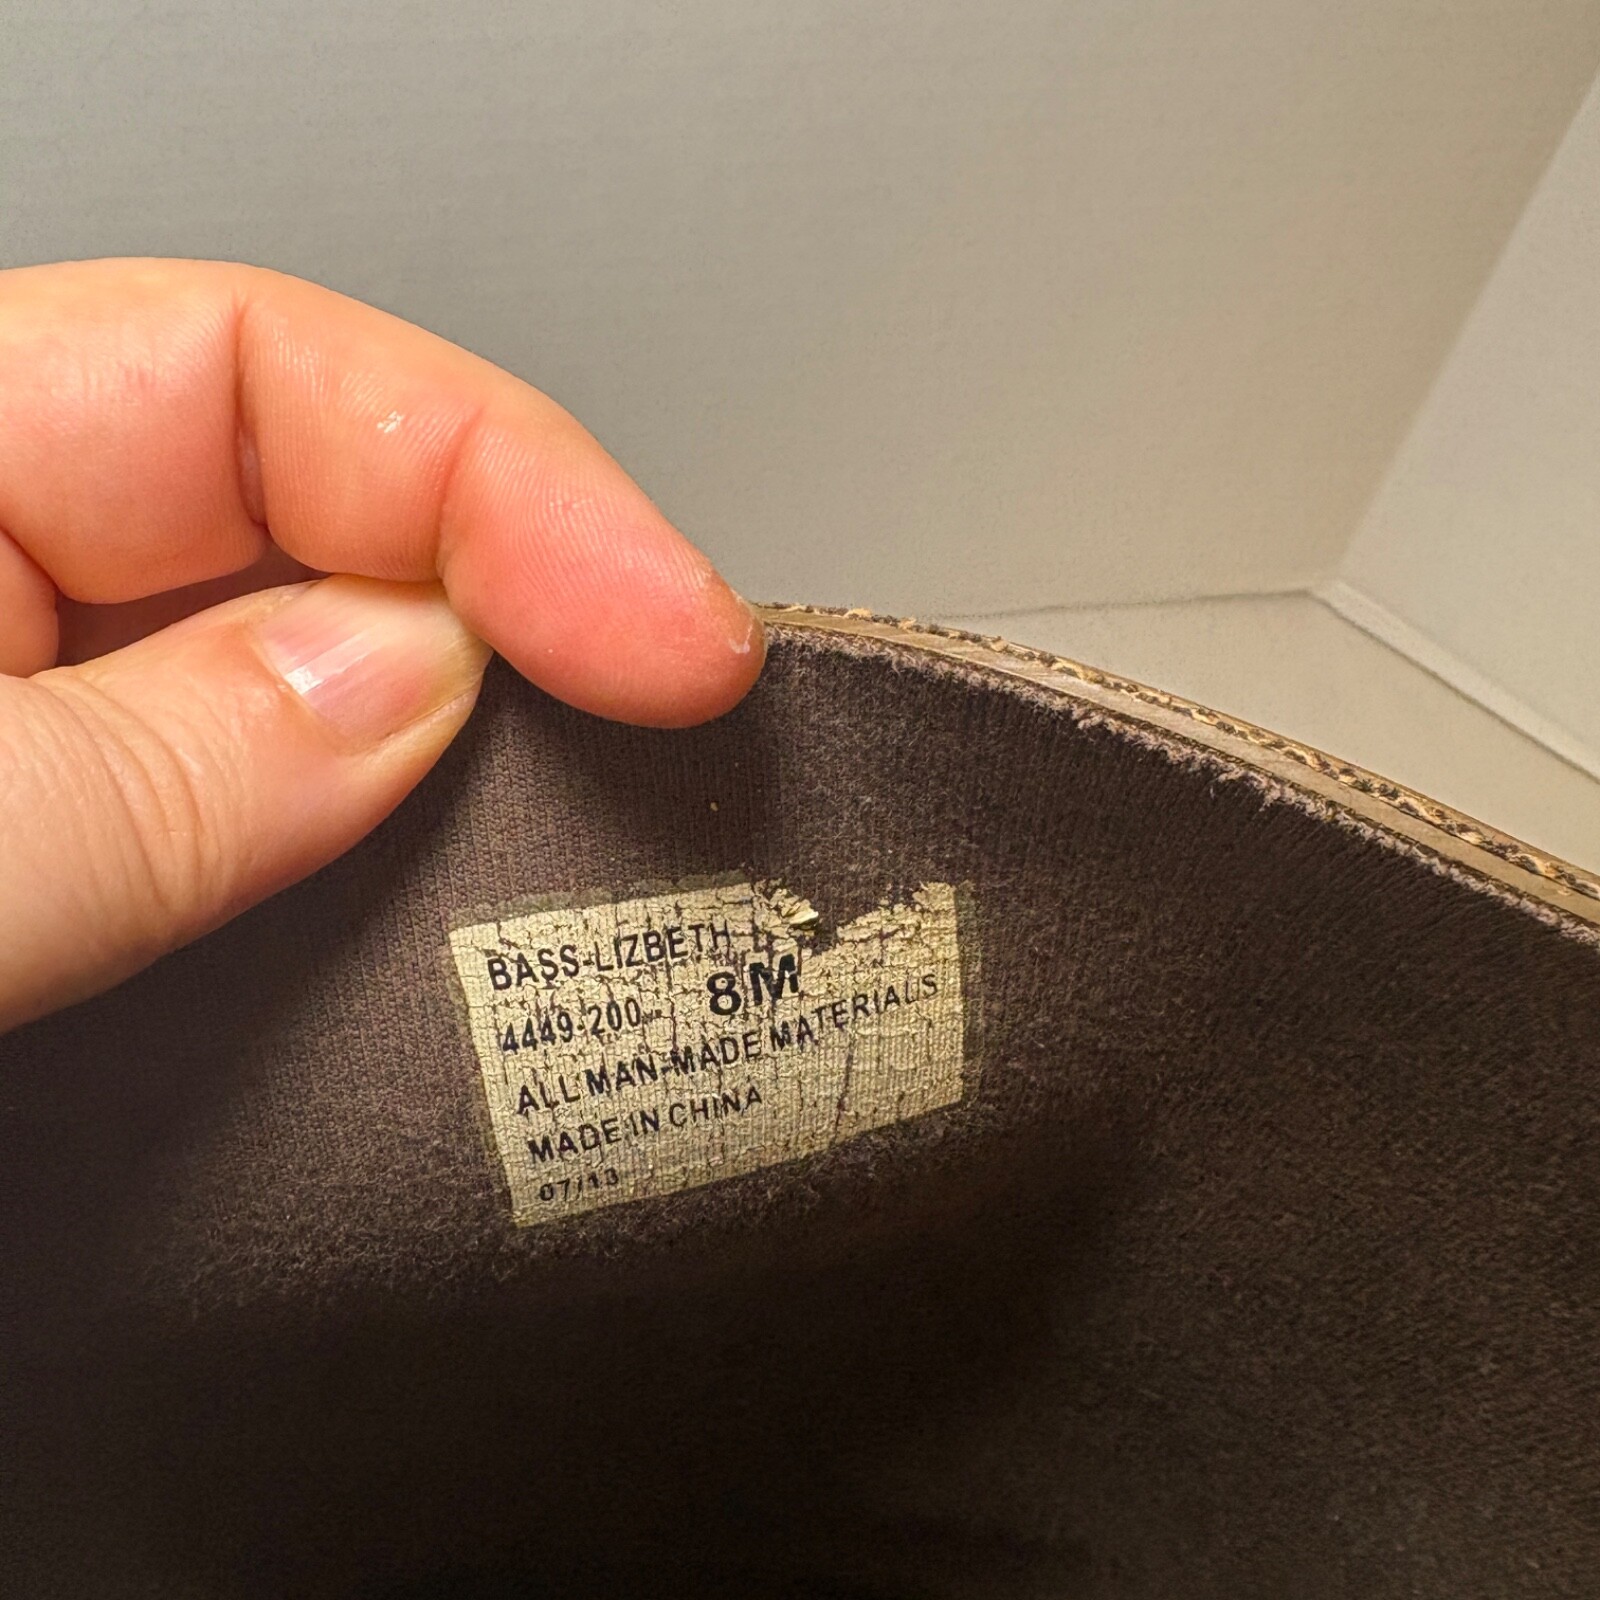 BASS-LIZBETH
4449-200 8M
ALL MAN-MADE MATERIALS
MADE IN CHINA
07/13